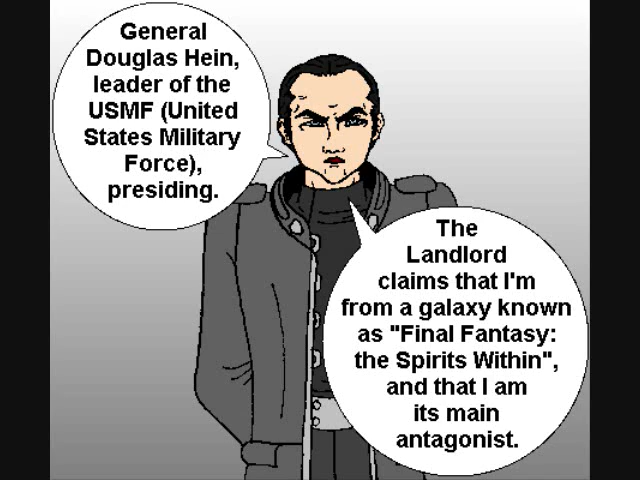 General
Douglas Hein,
leader of the
USMF (United
States Military
Force),
presiding.
The
Landlord
claims that I'm
from a galaxy known
as "Final Fantasy:
the Spirits Within",
and that I am
its main
antagonist.